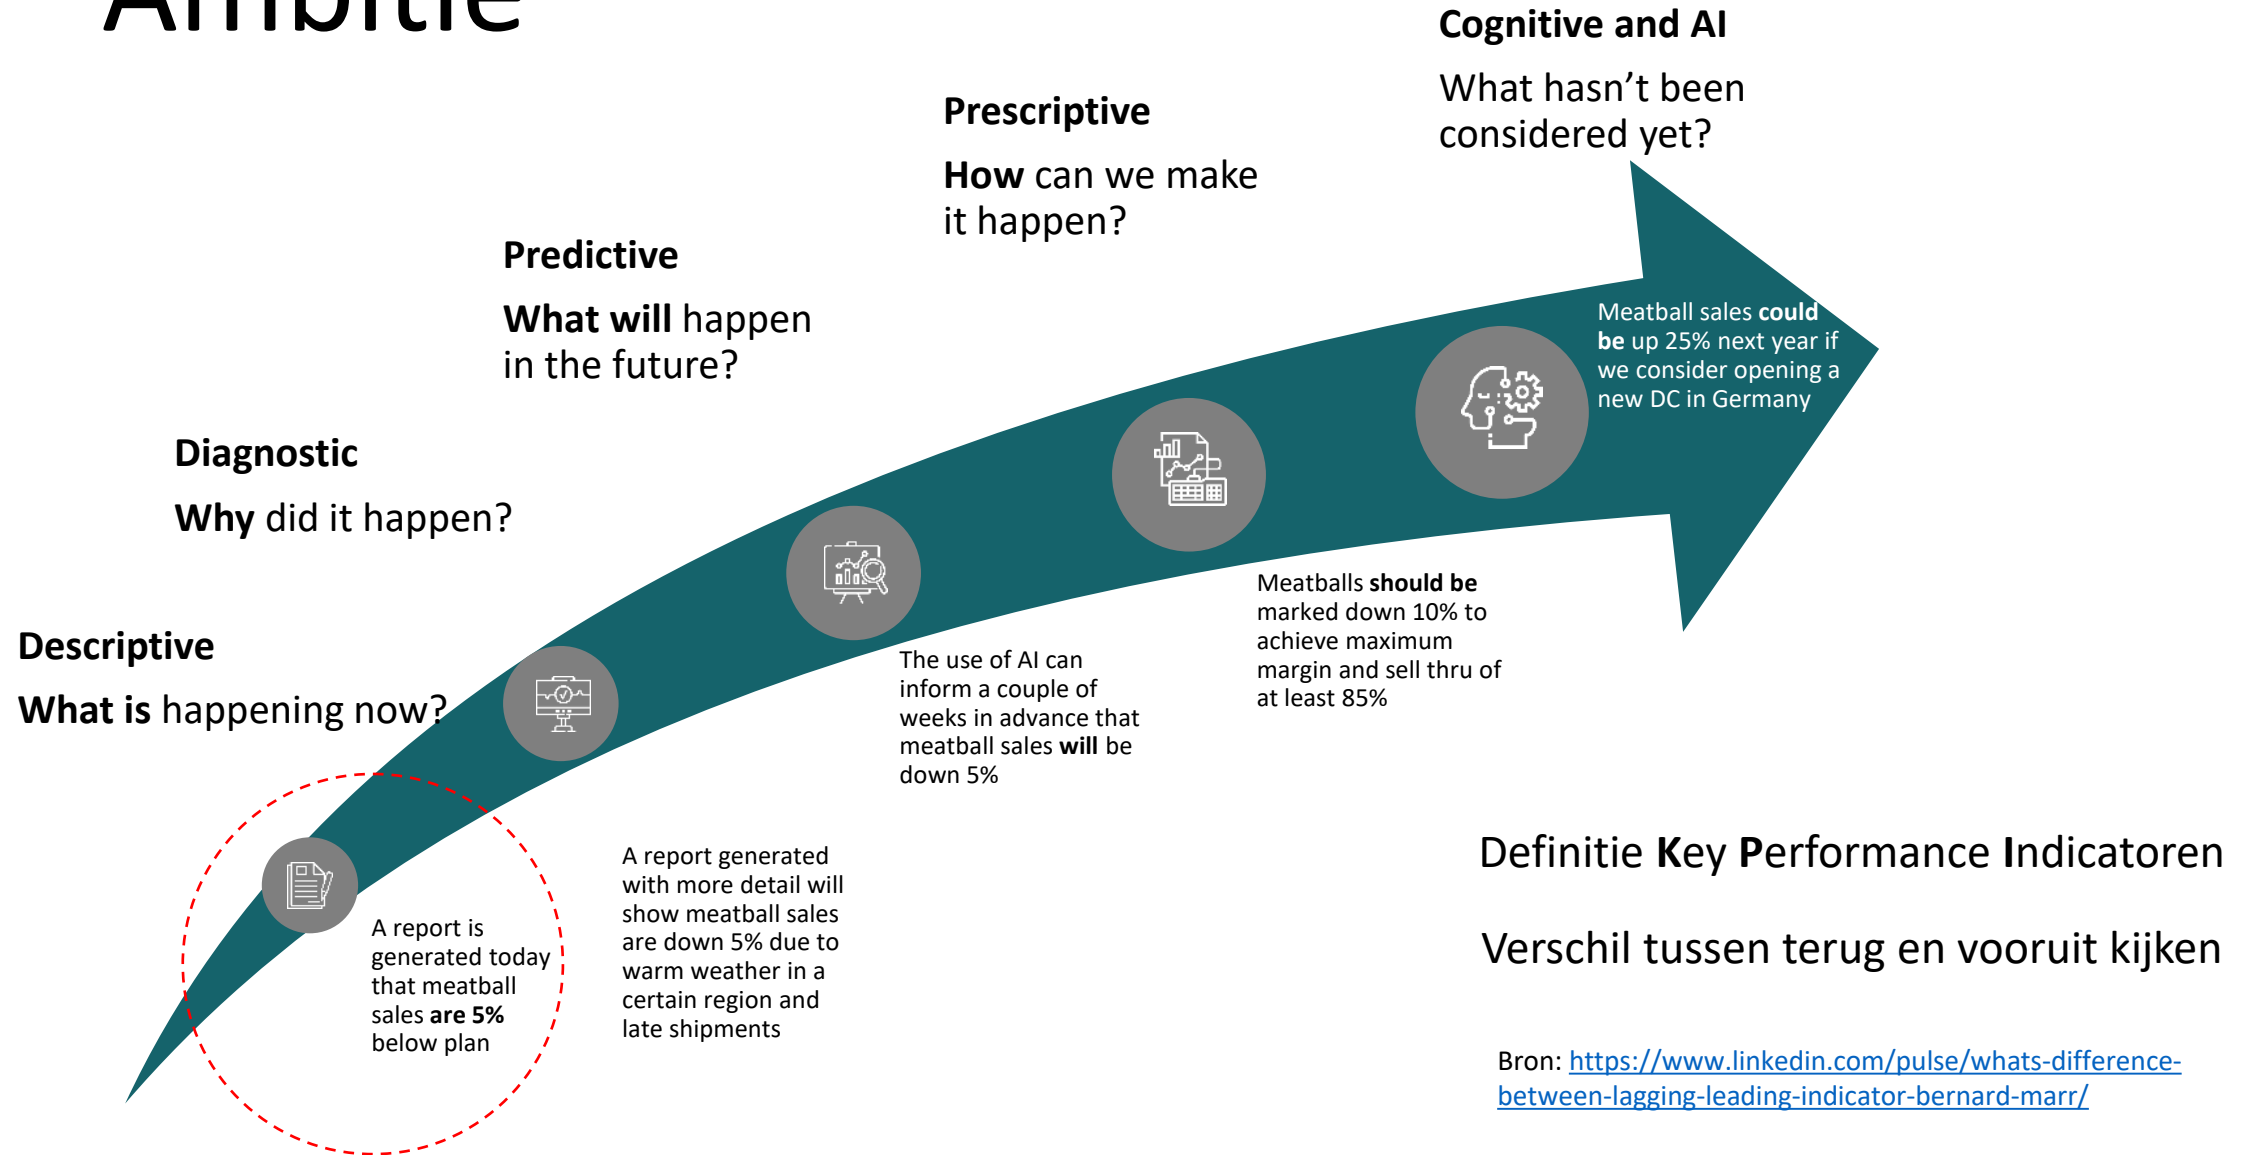 Ambitie
Cognitive and AI
What hasn’t been
considered yet?
Prescriptive
How can we make
it happen?
Predictive
What will happen
in the future?
Diagnostic
Why did it happen?
Descriptive
What is happening now?
Meatball sales could
be up 25% next year if
we consider opening a
new DC in Germany
Meatballs should be
marked down 10% to
achieve maximum
margin and sell thru of
at least 85%
The use of AI can
inform a couple of
weeks in advance that
meatball sales will be
down 5%
A report generated
with more detail will
show meatball sales
are down 5% due to
warm weather in a
certain region and
late shipments
A report is
generated today
that meatball
sales are 5%
below plan
Definitie Key Performance Indicatoren
Verschil tussen terug en vooruit kijken
Bron: https://www.linkedin.com/pulse/whats-difference-
between-lagging-leading-indicator-bernard-marr/